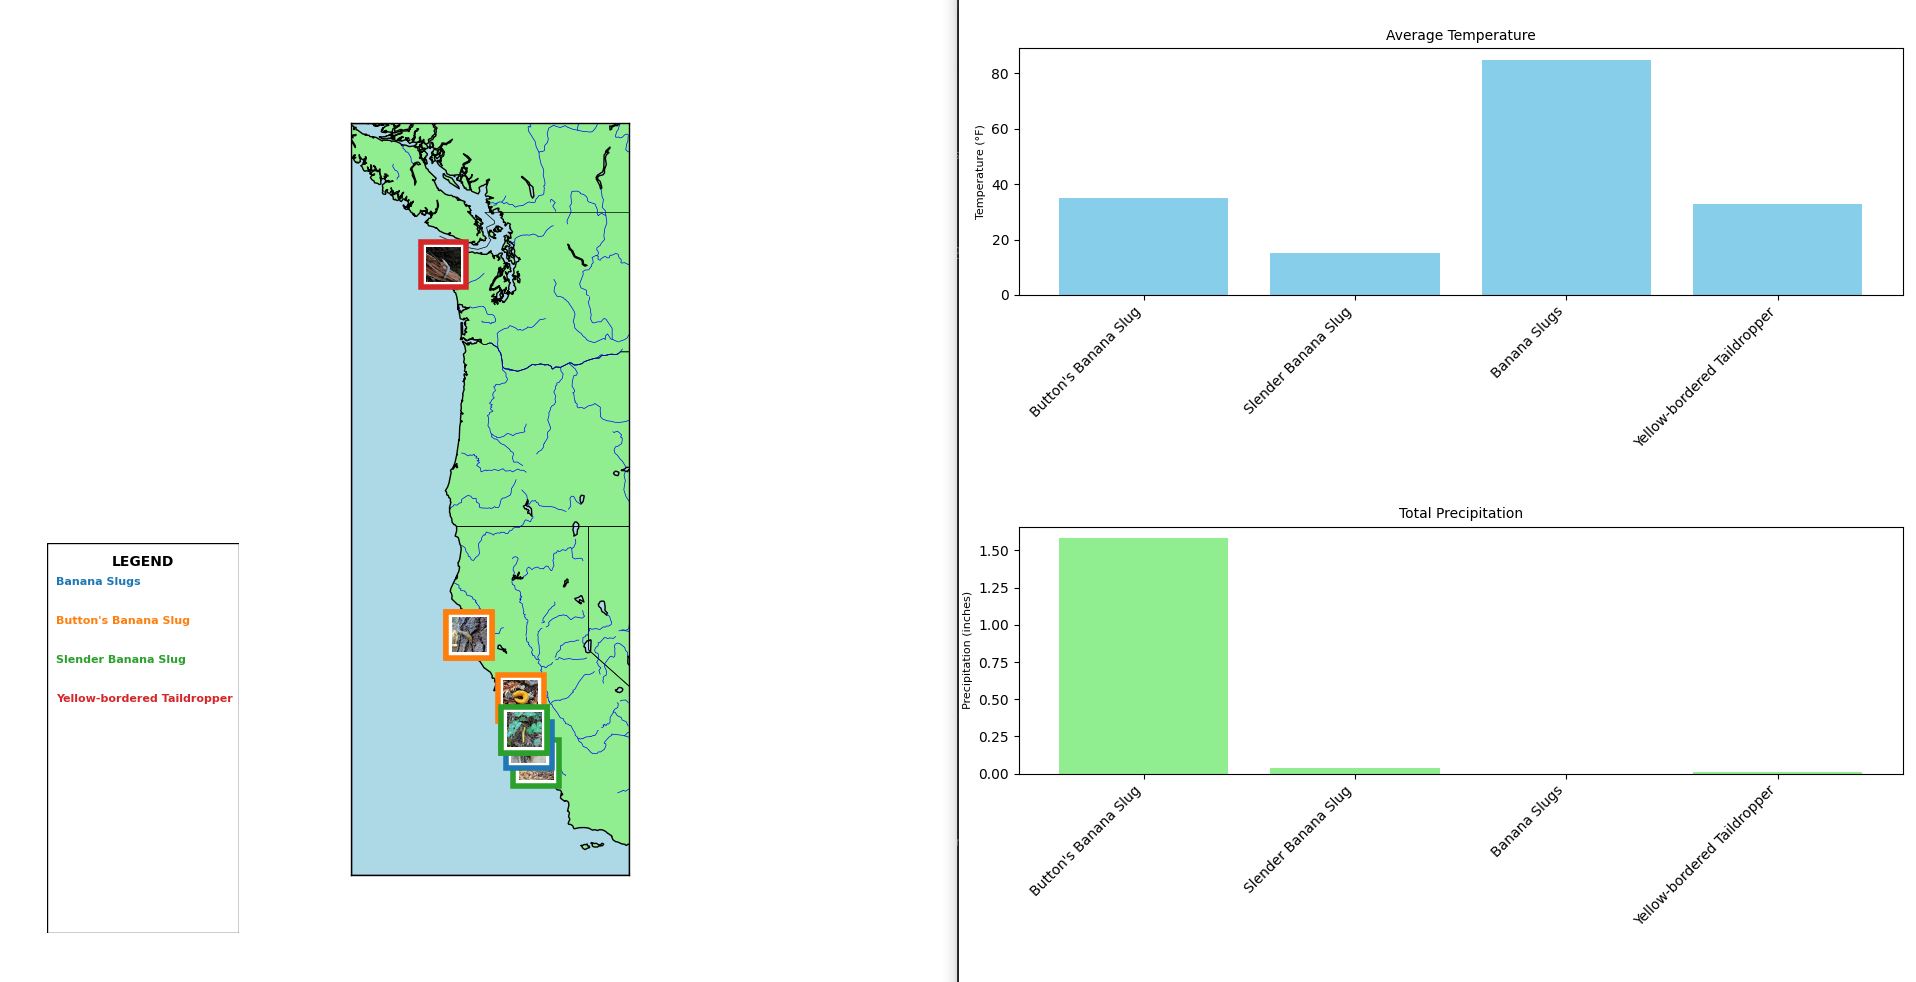 LEGEND
Banana Slugs
Button's Banana Slug
Slender Banana Slug
Yellow-bordered Taildropper
Average Temperature
Temperature (°F)
80
60
40
20
0
Button's Banana Slug
Slender Banana Slug
Banana Slugs
Yellow-bordered Taildropper
Total Precipitation
Precipitation (inches)
1.50
1.25
1.00
0.75
0.50
0.25
0.00
Button's Banana Slug
Slender Banana Slug
Banana Slugs
Yellow-bordered Taildropper